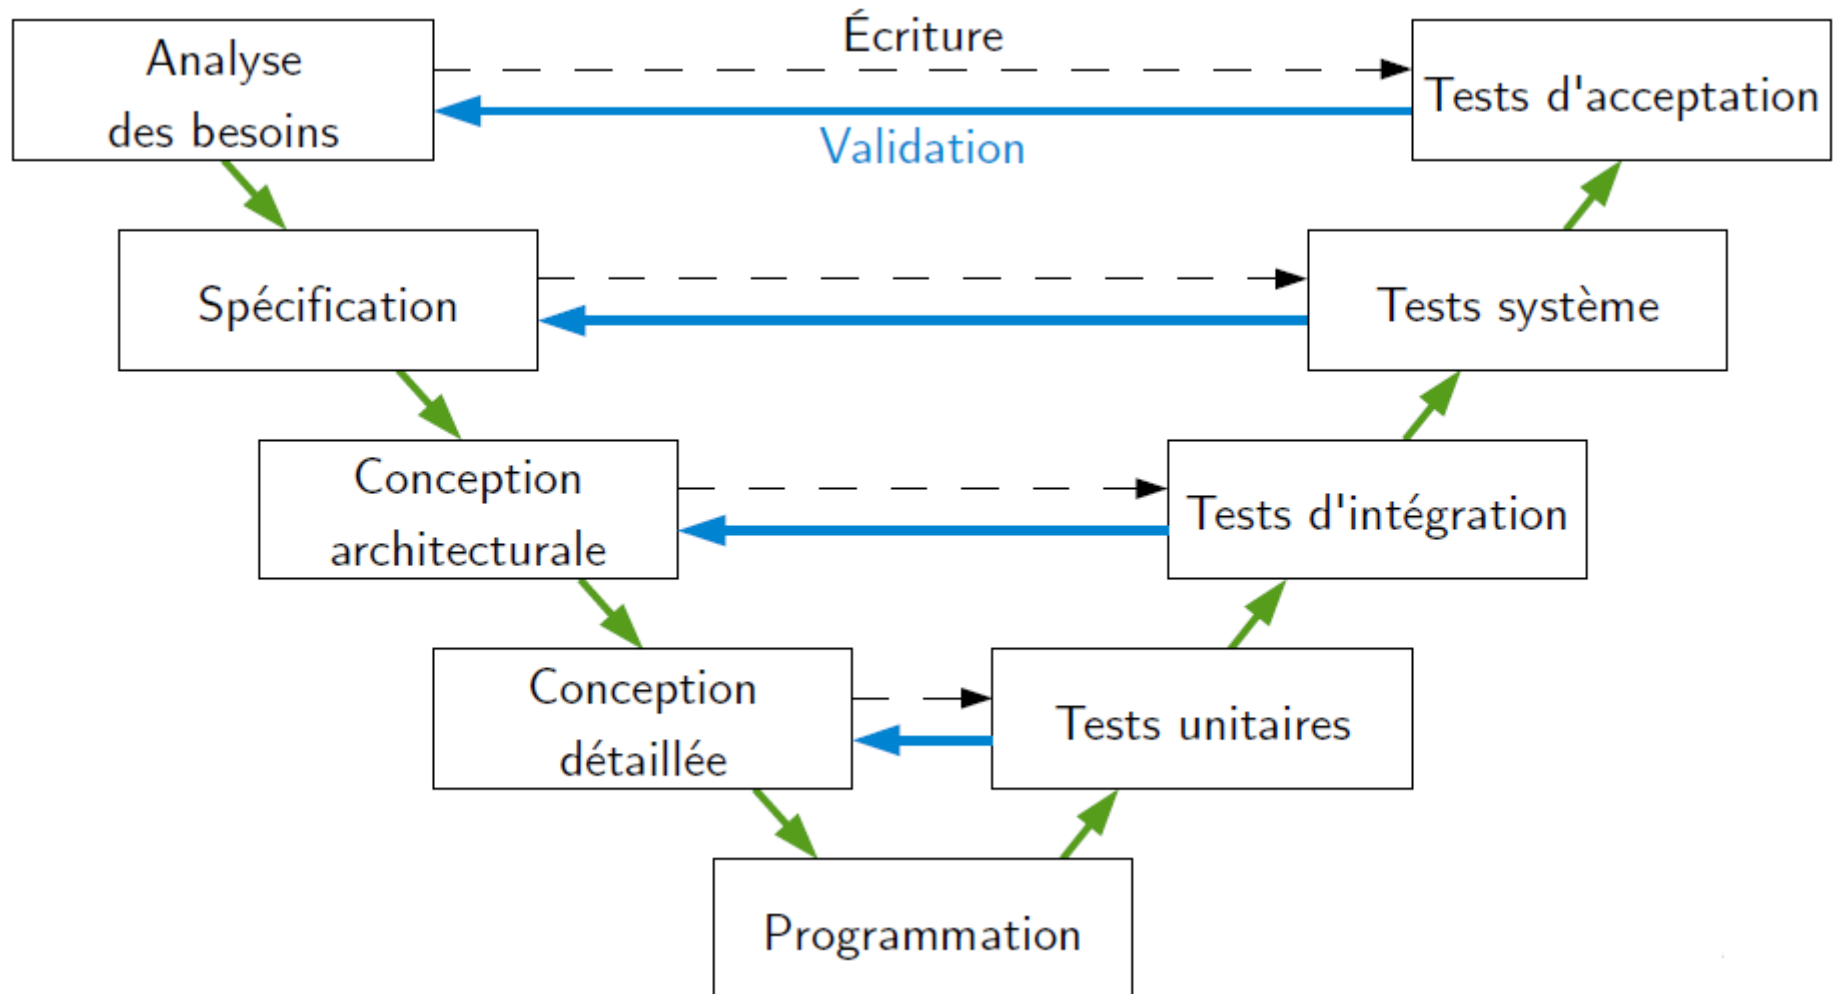 Analyse
des besoins
Écriture
Validation
Tests d'acceptation
Spécification
Tests système
Conception
architecturale
Tests d'intégration
Conception
détaillée
Tests unitaires
Programmation